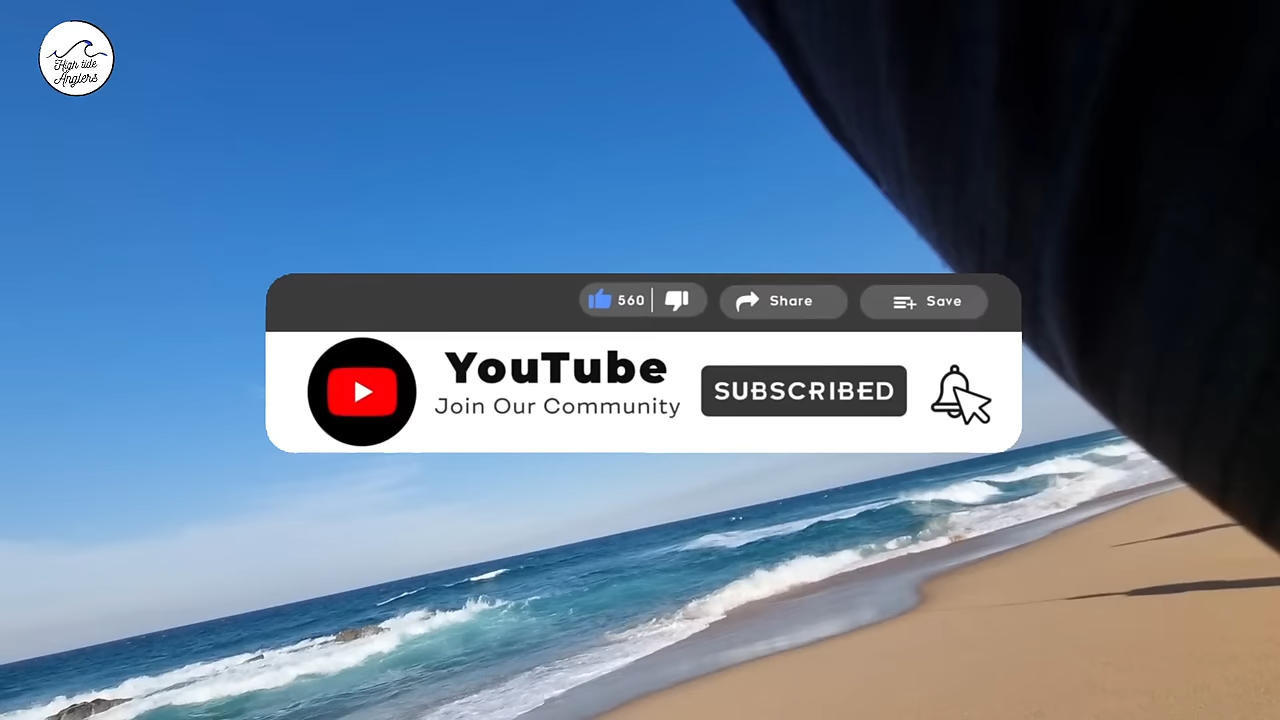 High tide
Anglers
560
Share
Save
YouTube
Join Our Community
SUBSCRIBED